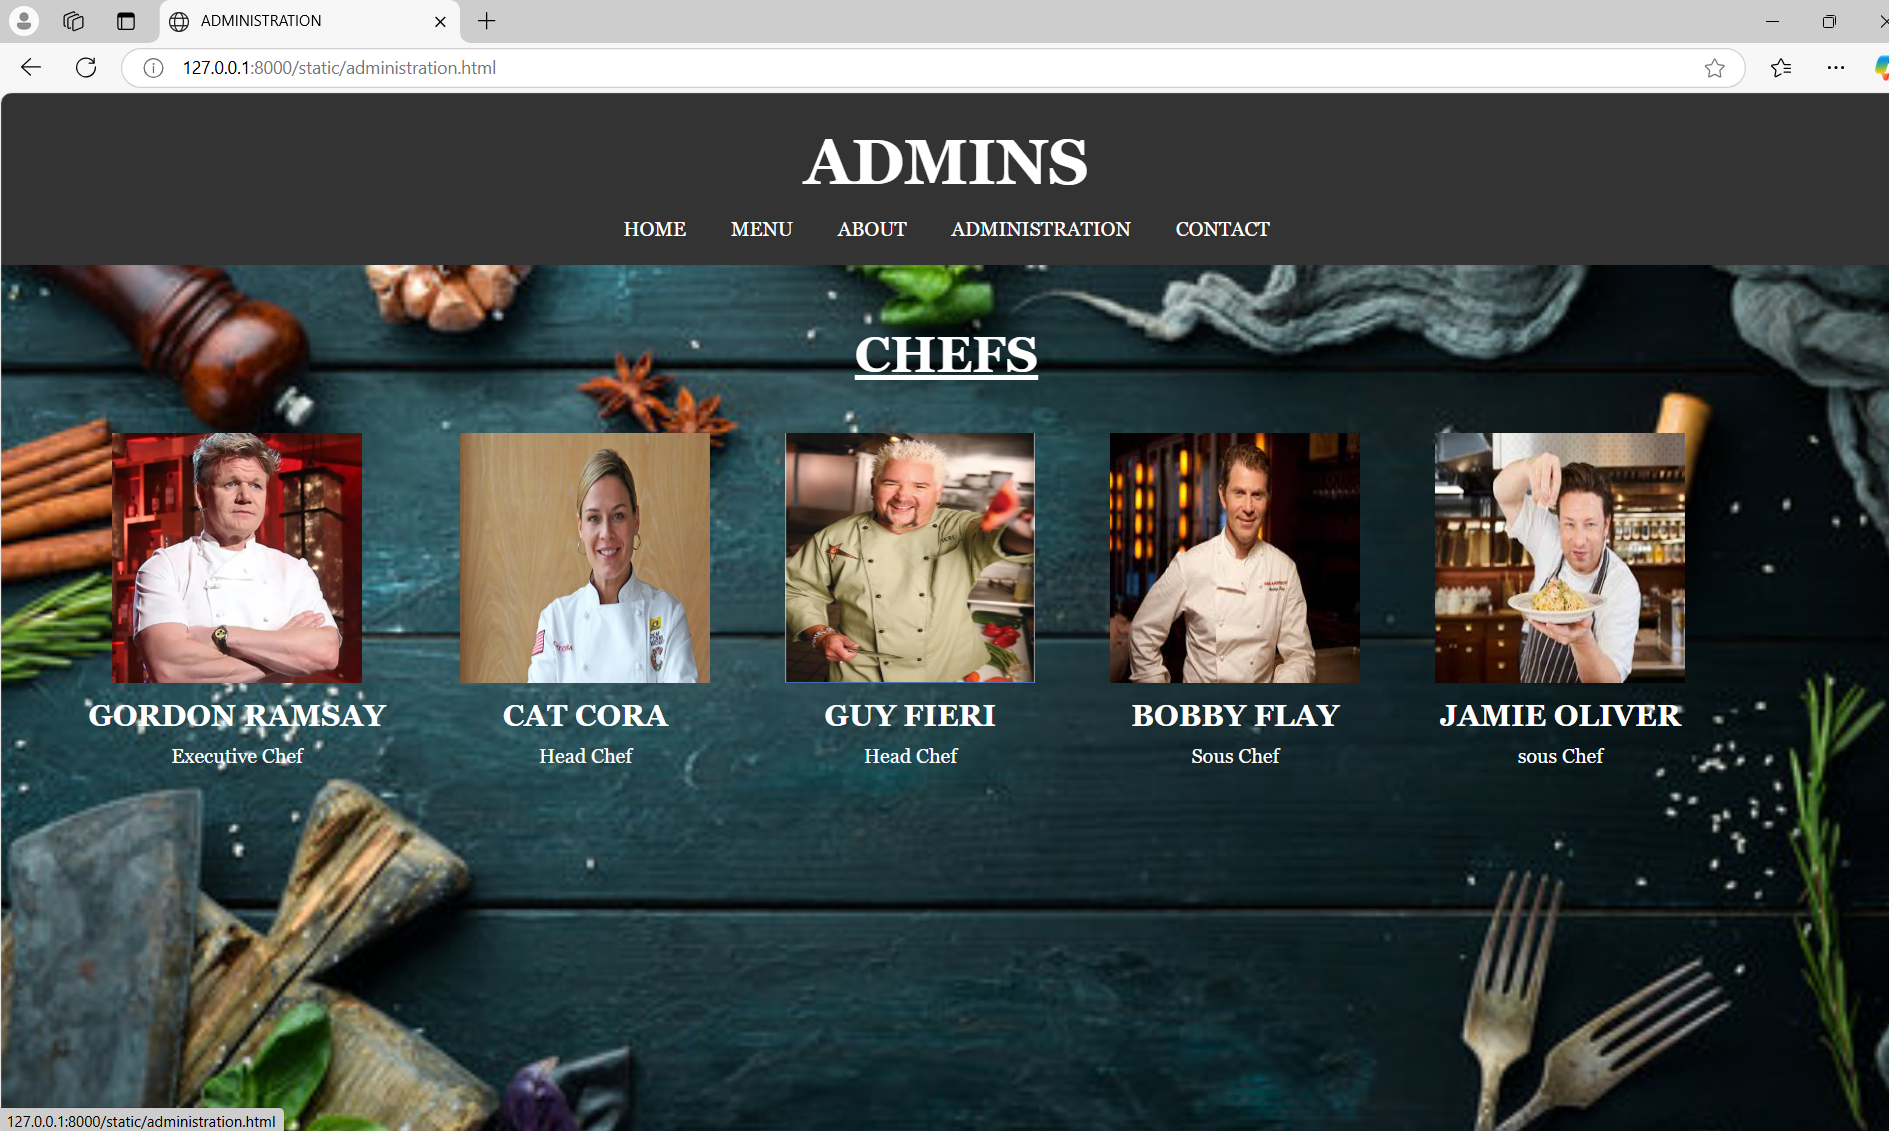 ADMINISTRATION
127.0.0.1:8000/static/administration.html
ADMINS
HOME MENU ABOUT ADMINISTRATION CONTACT
CHEFS
GORDON RAMSAY CAT CORA GUY FIERI BOBBY FLAY JAMIE OLIVER
Executive Chef Head Chef Head Chef Sous Chef sous Chef
127.0.0.1:8000/static/administration.html